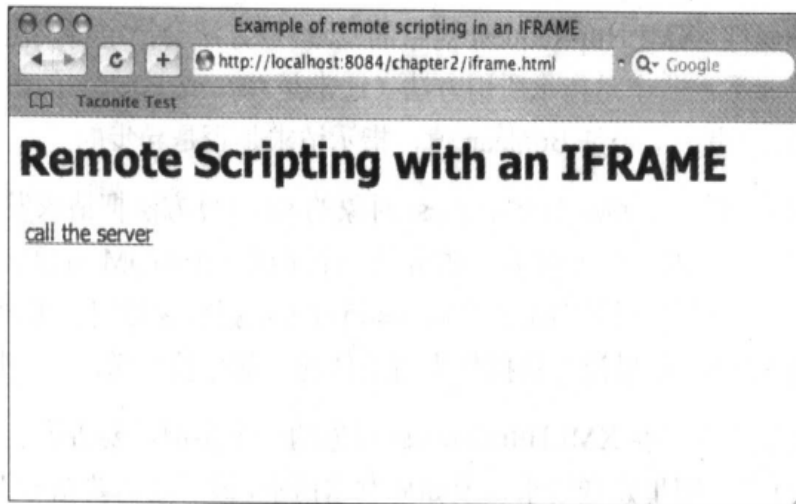 Example of remote scripting in an IFRAME
http://localhost:8084/chapter2/iframe.html
Google
Taconite Test
Remote Scripting with an IFRAME
call the server